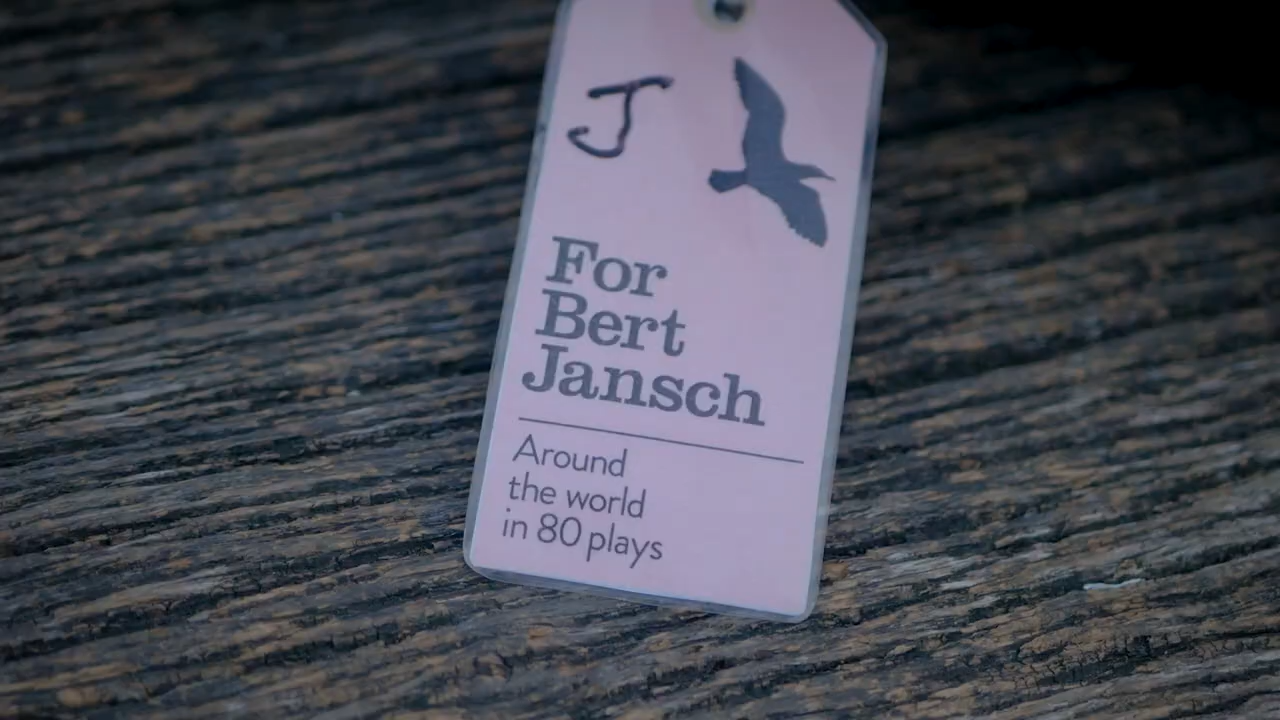 J
For
Bert
Jansch
Around
the world
in 80 plays